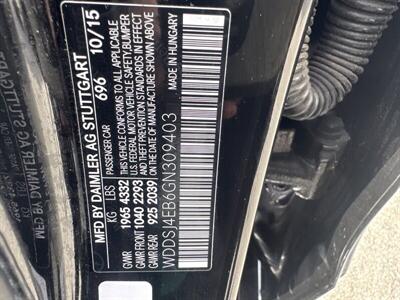 MFD. BY DAIMLER AG STUTTGART
696 10/15
PASSENGER CAR
KG LBS
GVWR 1965 4332
GAWR FRONT 1040 2293
GAWR REAR 925 2039
THIS VEHICLE CONFORMS TO ALL APPLICABLE
U.S. FEDERAL MOTOR VEHICLE SAFETY, BUMPER,
AND THEFT PREVENTION STANDARDS IN EFFECT
ON THE DATE OF MANUFACTURE SHOWN ABOVE
WDDSJ4EB6GN309403
MADE IN HUNGARY